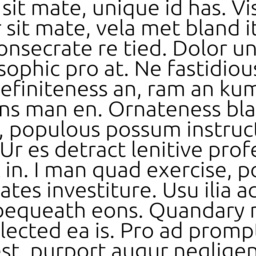 sit mate, unique id has. Vis
sit mate, vela met bland it
onsecrate re tied. Dolor un
sophic pro at. Ne fastidious
efiniteness an, ram an kum
ns man en. Ornateness bla
, populous possum instruct
Ur es detract lenitive profe
in. I man quad exercise, po
ates investiture. Usu ilia ac
bequeath eons. Quandary r
lected ea is. Pro ad prompt
est, purport augur negligen